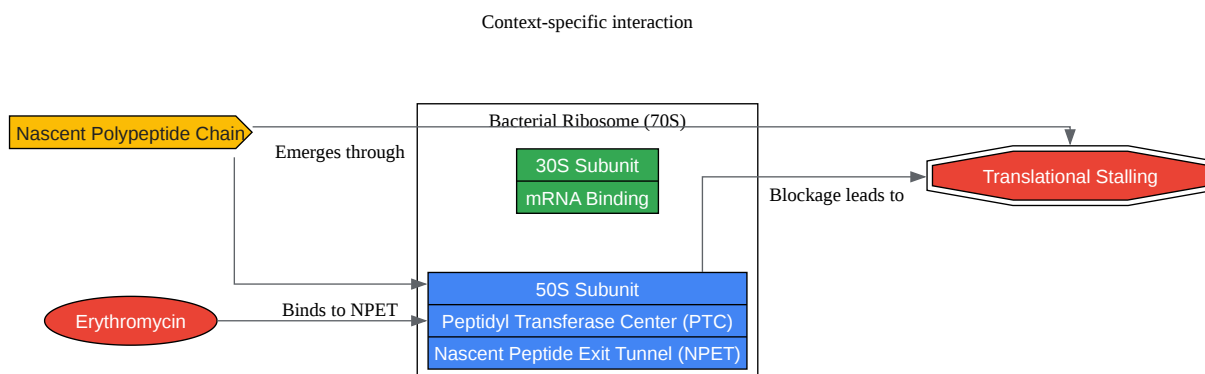 Context-specific interaction
Bacterial Ribosome (70S)
Nascent Polypeptide Chain
Emerges through
30S Subunit
mRNA Binding
Translational Stalling
Blockage leads to
50S Subunit
Erythromycin
Binds to NPET
Peptidyl Transferase Center (PTC)
Nascent Peptide Exit Tunnel (NPET)